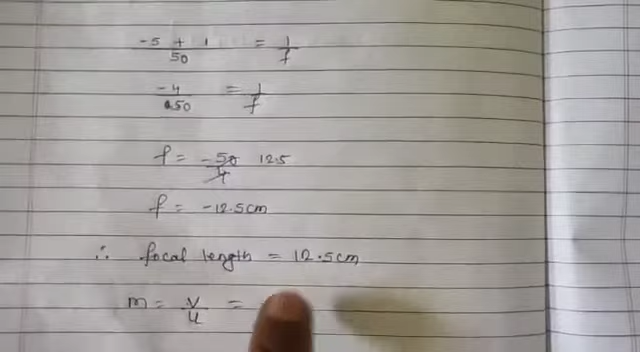 -5 + 1 / 50 = 1/f
-4/50 = 1/f
f = -50/4 12.5
f = -12.5cm
∴ focal length = 12.5cm
m = v/u =